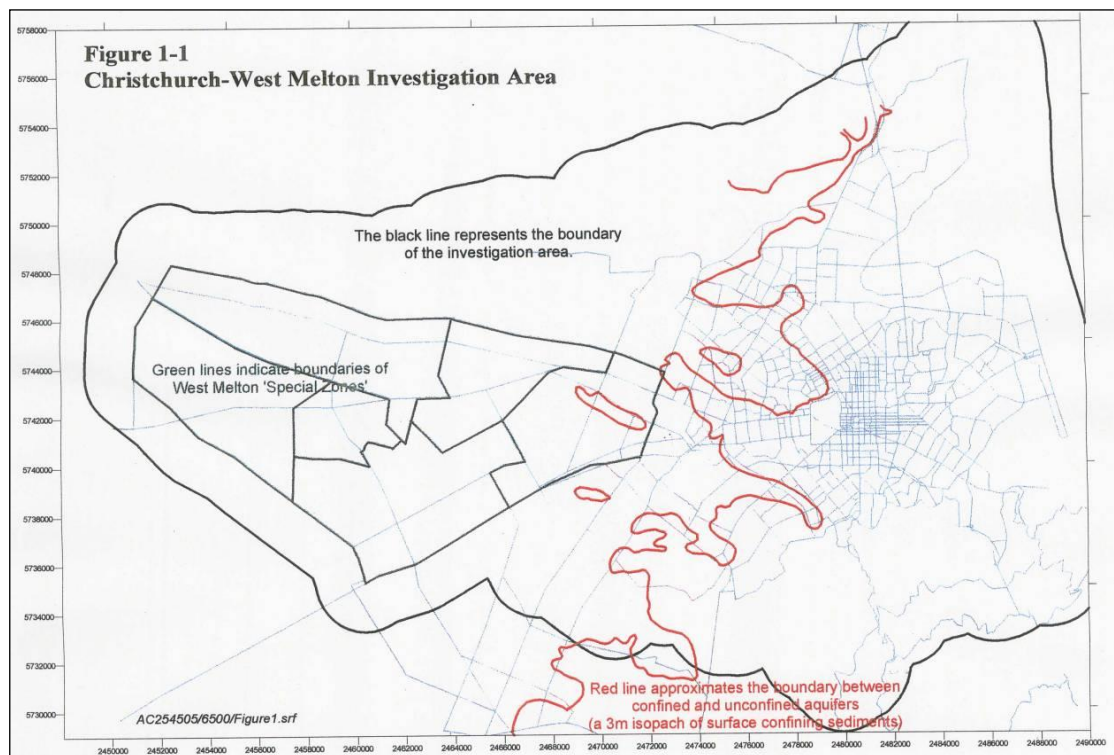 Figure 1-1
Christchurch-West Melton Investigation Area
The black line represents the boundary
of the investigation area.
Green lines indicate boundaries of
West Melton 'Special Zones'
Red line approximates the boundary between
confined and unconfined aquifers
(a 3m isopach of surface confining sediments)
AC254505/6500/Figure1.srf
5758000
5756000
5754000
5752000
5750000
5748000
5746000
5744000
5742000
5740000
5738000
5736000
5734000
5732000
5730000
2450000 2452000 2454000 2456000 2458000 2460000 2462000 2464000 2466000 2468000 2470000 2472000 2474000 2476000 2478000 2480000 2482000 2484000 2486000 2488000 2490000